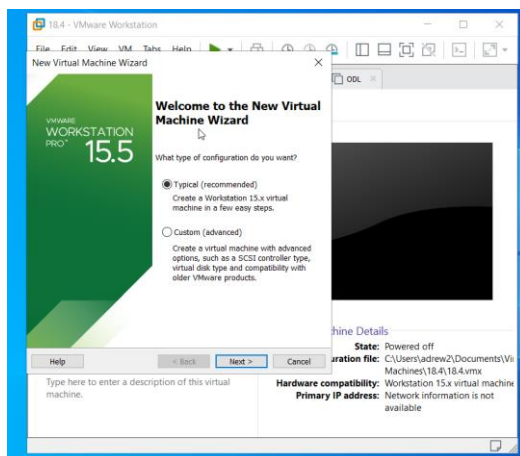 18.4 - VMware Workstation
File Edit View VM Tabs Help
New Virtual Machine Wizard
ODL
VMWARE
WORKSTATION
PRO™ 15.5
Welcome to the New Virtual
Machine Wizard
What type of configuration do you want?
Typical (recommended)
Create a Workstation 15.x virtual
machine in a few easy steps.
Custom (advanced)
Create a virtual machine with advanced
options, such as a SCSI controller type,
virtual disk type and compatibility with
older VMware products.
Help < Back Next > Cancel
hine Details
State: Powered off
uration file: C:\Users\adrew2\Documents\Vir
Machines\18.4\18.4.vmx
Hardware compatibility: Workstation 15.x virtual machine
Primary IP address: Network information is not
available
Type here to enter a description of this virtual
machine.